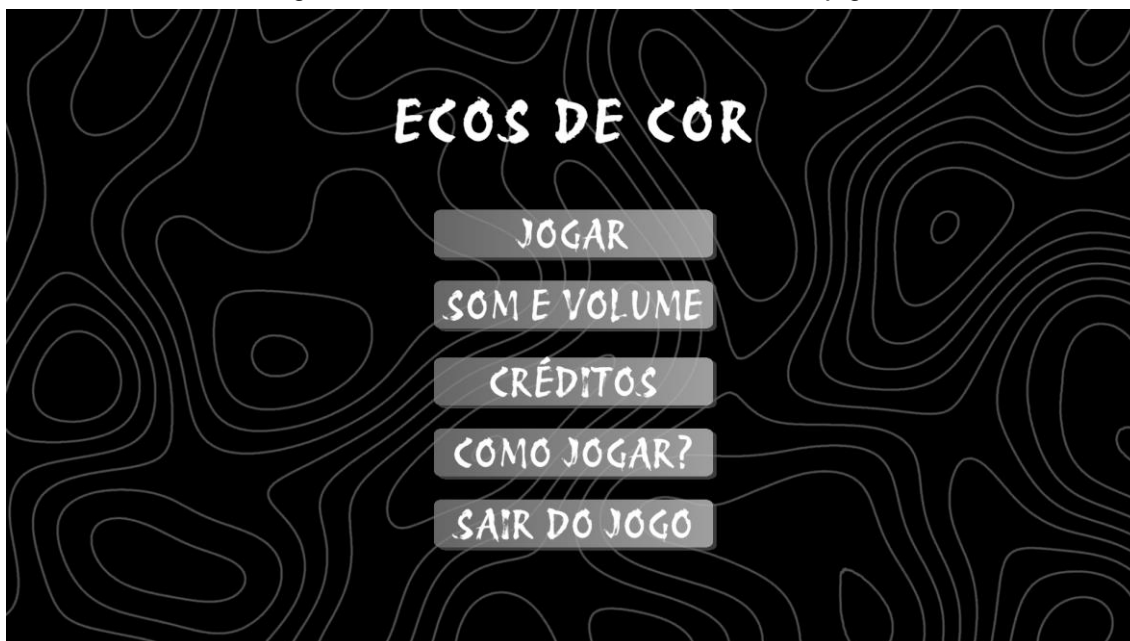 ECOS DE COR
JOGAR
SOM E VOLUME
CRÉDITOS
COMO JOGAR?
SAIR DO JOGO